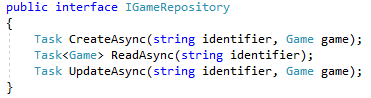 public interface IGameRepository
{
    Task CreateAsync(string identifier, Game game);
    Task<Game> ReadAsync(string identifier);
    Task UpdateAsync(string identifier, Game game);
}